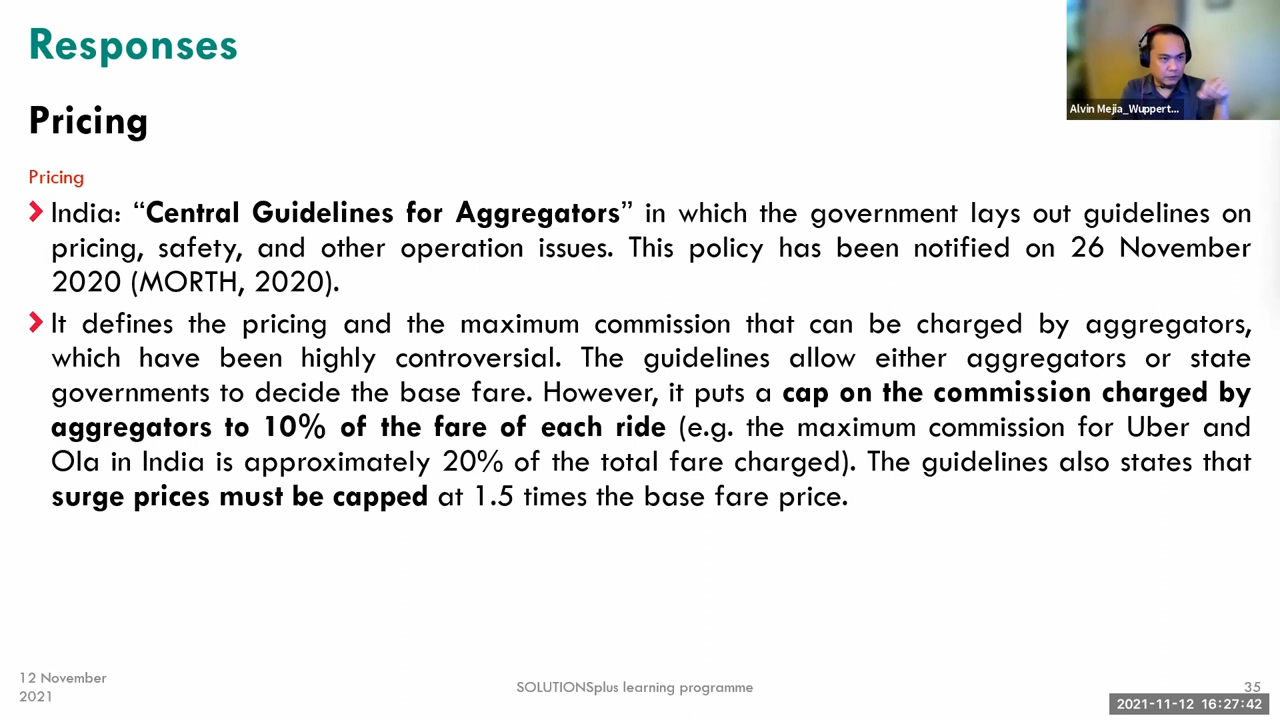 Responses
Pricing
Alvin Mejia_Wuppert...
Pricing
India: “Central Guidelines for Aggregators” in which the government lays out guidelines on
pricing, safety, and other operation issues. This policy has been notified on 26 November
2020 (MORTH, 2020).
It defines the pricing and the maximum commission that can be charged by aggregators,
which have been highly controversial. The guidelines allow either aggregators or state
governments to decide the base fare. However, it puts a cap on the commission charged by
aggregators to 10% of the fare of each ride (e.g. the maximum commission for Uber and
Ola in India is approximately 20% of the total fare charged). The guidelines also states that
surge prices must be capped at 1.5 times the base fare price.
12 November
2021
SOLUTIONSplus learning programme
35
2021-11-12 16:27:42